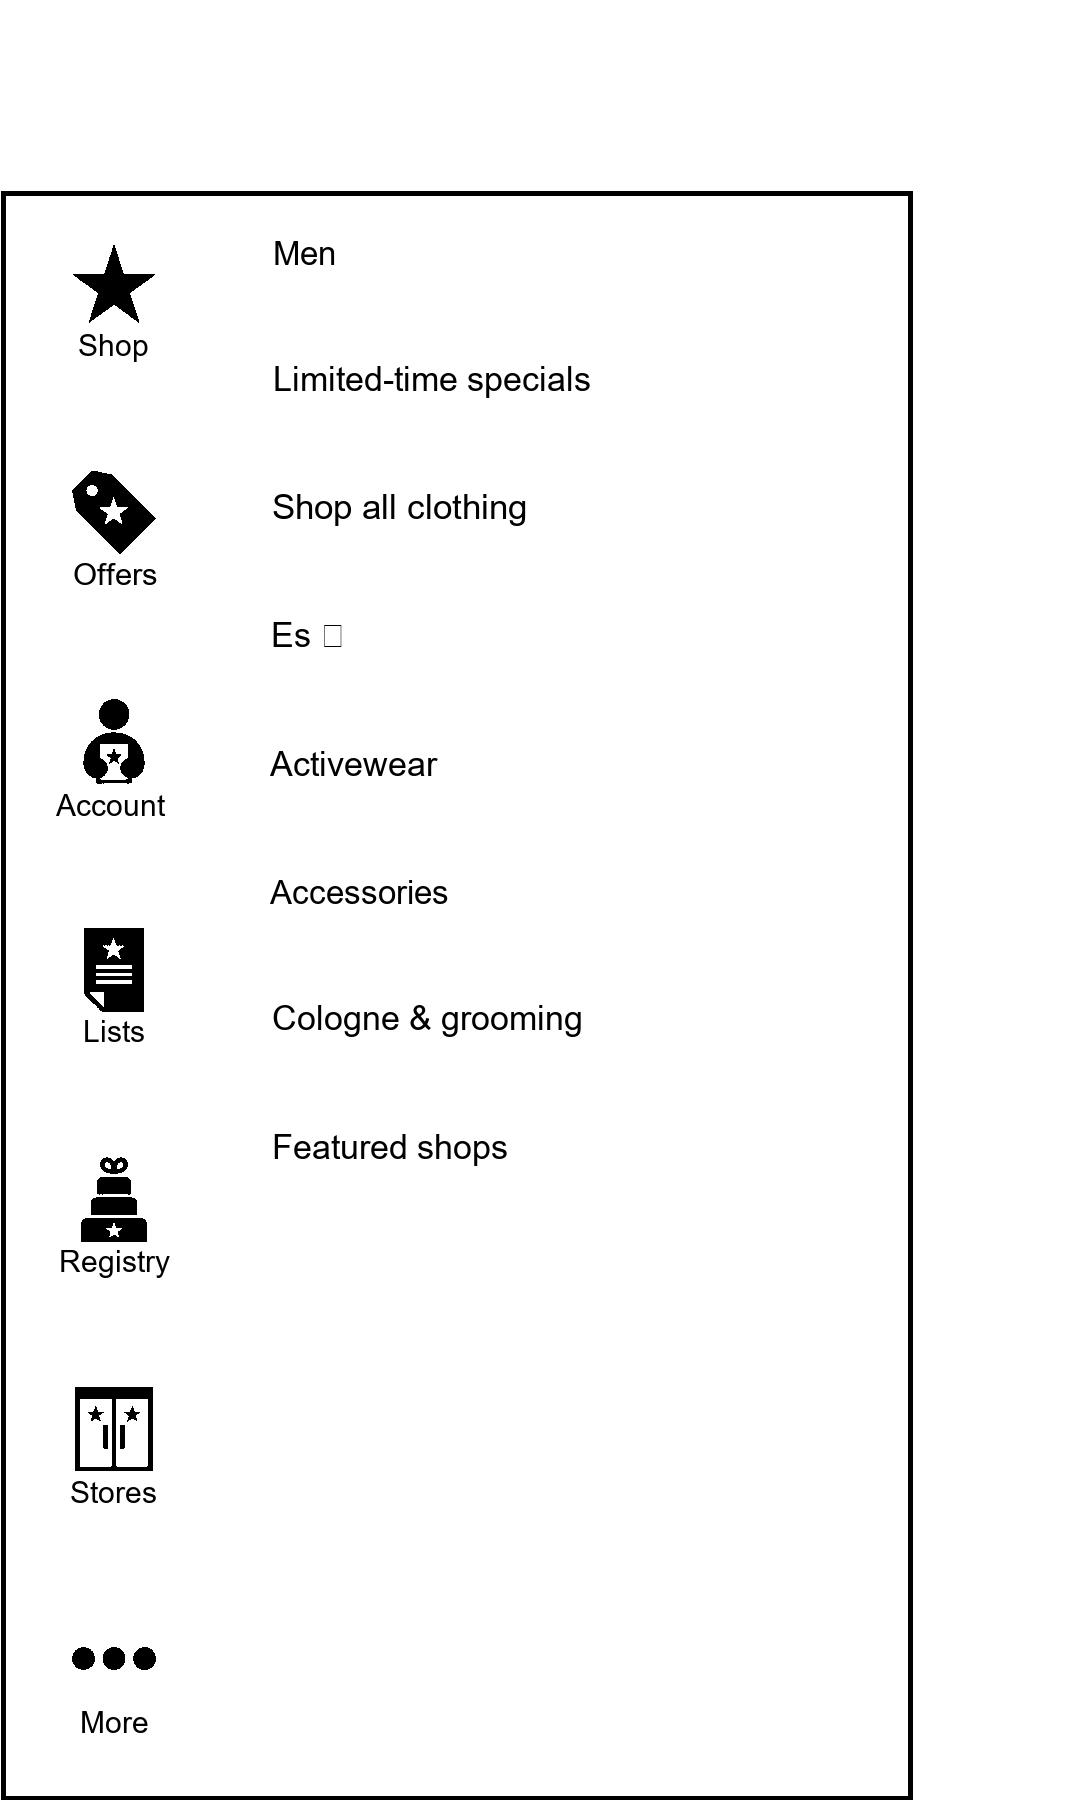 Men
Shop
Limited-time specials
Shop all clothing
Offers
Es
Activewear
Account
Accessories
Cologne & grooming
Lists
Featured shops
Registry
Stores
More